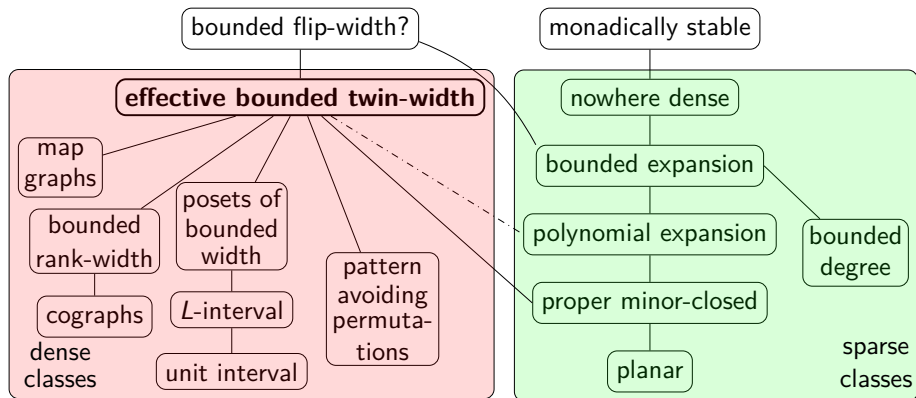 bounded flip-width?
monadically stable
effective bounded twin-width
nowhere dense
map
graphs
bounded expansion
posets of
bounded
width
bounded
rank-width
polynomial expansion
bounded
degree
pattern
avoiding
permuta-
tions
cographs
L-interval
proper minor-closed
dense
classes
unit interval
planar
sparse
classes